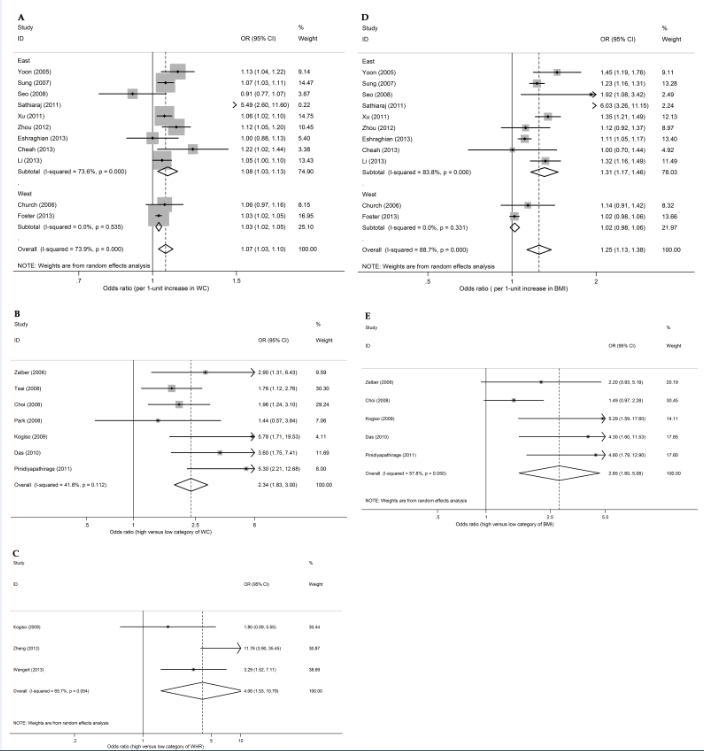 A
Study
%
ID
OR (95% CI)
Weight
East
Yoon (2005)
1.13 (1.04, 1.22)
9.14
Sung (2007)
1.07 (1.03, 1.11)
14.47
Seo (2008)
0.91 (0.77, 1.07)
3.67
Sathiaraj (2011)
5.49 (2.60, 11.60)
0.22
Xu (2011)
1.06 (1.02, 1.10)
14.75
Zhou (2012)
1.12 (1.05, 1.20)
10.45
Eshraghian (2013)
1.00 (0.88, 1.13)
5.40
Cheah (2013)
1.22 (1.02, 1.44)
3.38
Li (2013)
1.05 (1.00, 1.10)
13.43
Subtotal (I-squared = 73.6%, p = 0.000)
1.08 (1.03, 1.13)
74.90
.
West
Church (2006)
1.06 (0.97, 1.16)
8.15
Foster (2013)
1.03 (1.02, 1.05)
16.95
Subtotal (I-squared = 0.0%, p = 0.535)
1.03 (1.02, 1.05)
25.10
.
Overall (I-squared = 73.9%, p = 0.000)
1.07 (1.03, 1.10)
100.00
NOTE: Weights are from random effects analysis
.7
1
1.5
Odds ratio (per 1-unit increase in WC)
D
Study
%
ID
OR (95% CI)
Weight
East
Yoon (2005)
1.45 (1.19, 1.76)
9.11
Sung (2007)
1.23 (1.16, 1.31)
13.28
Seo (2008)
1.92 (1.08, 3.42)
2.49
Sathiaraj (2011)
6.03 (3.26, 11.15)
2.24
Xu (2011)
1.35 (1.21, 1.49)
12.13
Zhou (2012)
1.12 (0.92, 1.37)
8.97
Eshraghian (2013)
1.11 (1.05, 1.17)
13.60
Cheah (2013)
1.00 (0.70, 1.44)
4.92
Li (2013)
1.32 (1.16, 1.49)
11.49
Subtotal (I-squared = 83.8%, p = 0.000)
1.31 (1.17, 1.46)
78.03
.
West
Church (2006)
1.14 (0.91, 1.42)
8.32
Foster (2013)
1.02 (0.98, 1.06)
13.66
Subtotal (I-squared = 0.0%, p = 0.331)
1.02 (0.98, 1.06)
21.97
.
Overall (I-squared = 88.7%, p = 0.000)
1.25 (1.13, 1.38)
100.00
NOTE: Weights are from random effects analysis
.5
1
2
Odds ratio ( per 1-unit increase in BMI)
B
Study
%
ID
OR (95% CI)
Weight
Zelber (2006)
2.90 (1.31, 6.43)
9.59
Tsai (2008)
1.76 (1.12, 2.76)
30.30
Choi (2008)
29.24
Park (2008)
7.06
Kogiso (2009)
5.78 (1.71, 19.53)
4.11
Das (2010)
3.60 (1.75, 7.41)
11.69
Pinidiyapathirage (2011)
5.30 (2.21, 12.68)
8.00
Overall (I-squared = 41.8%, p = 0.112)
2.34 (1.83, 3.00)
100.00
.5
1
2.5
6
Odds ratio (high versus low category of WC)
E
Study
%
ID
OR (95% CI)
Weight
Zelber (2006)
2.20 (0.93, 5.19)
Choi (2008)
1.49 (0.97, 2.28)
30.45
Kogiso (2009)
14.11
Das (2010)
4.30 (1.60, 11.53)
Pinidiyapathirage (2011)
4.80 (1.79, 12.90)
17.60
100.00
NOTE: Weights are from random effects analysis
.5
1
2.5
Odds ratio (high versus low category of BMI)
C
Study
%
ID
OR (95% CI)
Weight
Kogiso (2009)
Zheng (2012)
30.87
3.29 (1.52, 7.11)
100.00
NOTE: Weights are from random effects analysis
.2
1
5
10
Odds ratio (high versus low category of WHR)